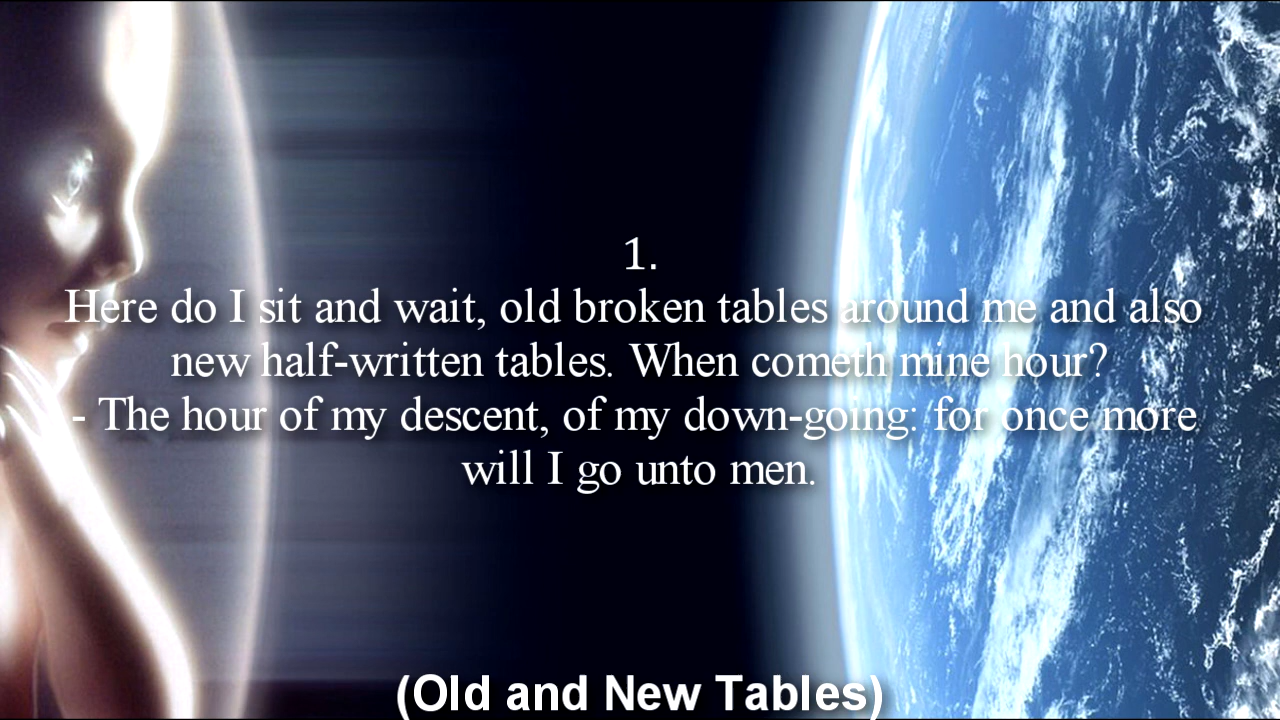 1.
Here do I sit and wait, old broken tables around me and also
new half-written tables. When cometh mine hour?
- The hour of my descent, of my down-going: for once more
will I go unto men.
(Old and New Tables)